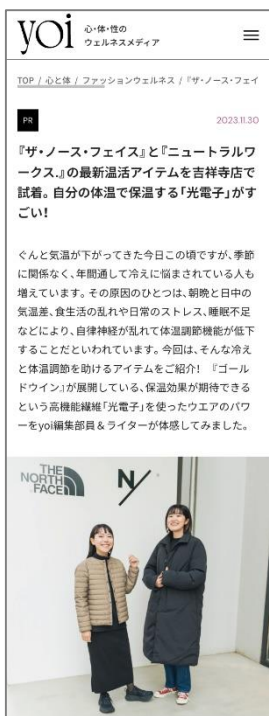 yoi
心・体・性の
ウェルネスメディア
TOP / 心と体 / ファッションウェルネス / 『ザ・ノース・フェイ
PR
2023.11.30
『ザ・ノース・フェイス』と『ニュートラルワ
ークス.』の最新温活アイテムを吉祥寺店で
試着。自分の体温で保温する「光電子」がす
ごい!
ぐんと気温が下がってきた今日この頃ですが、季節
に関係なく、年間通して冷えに悩まされている人も
増えています。その原因のひとつは、朝晩と日中の
気温差、食生活の乱れや日常のストレス、睡眠不足
などにより、自律神経が乱れて体温調節機能が低下
することだといわれています。今回は、そんな冷え
と体温調節を助けるアイテムをご紹介! 『ゴール
ドウイン』が展開している、保温効果が期待できる
という高機能繊維「光電子」を使ったウエアのパワ
ーをyoi編集部員&ライターが体感してみました。
THE
NORTH
FACE
N/